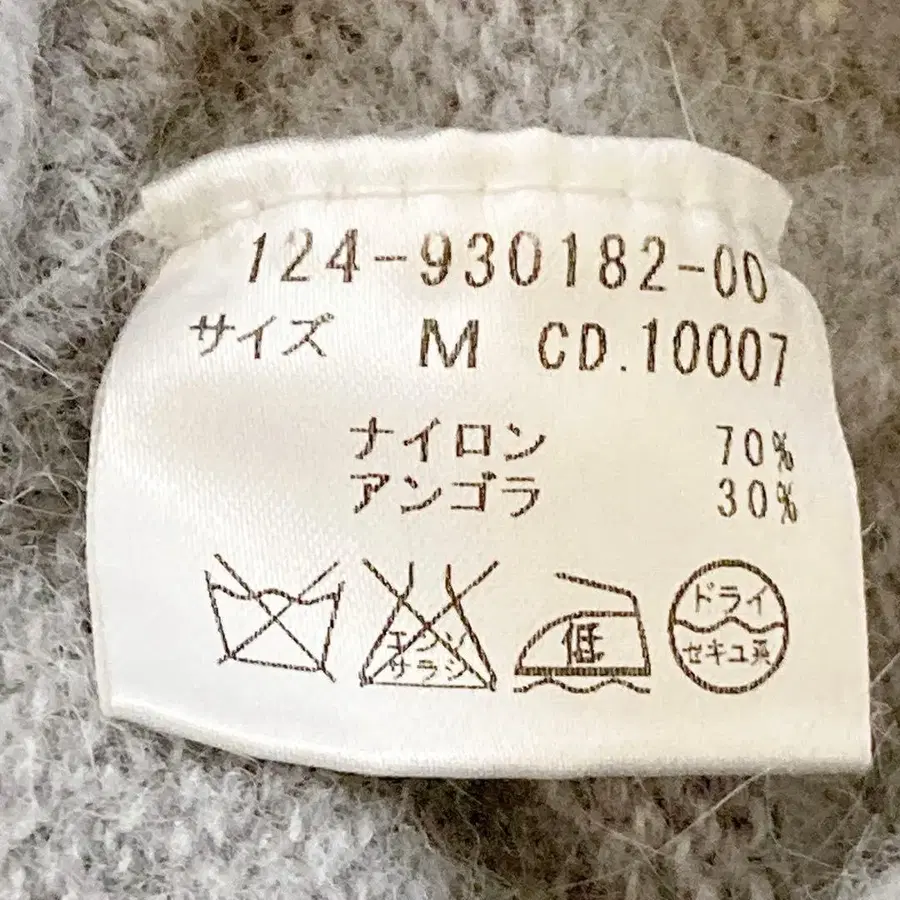 124-930182-00
サイズ M CD.10007
ナイロン 70%
アンゴラ 30%
エンソ
サラシ
低
ドライ
セキユ系